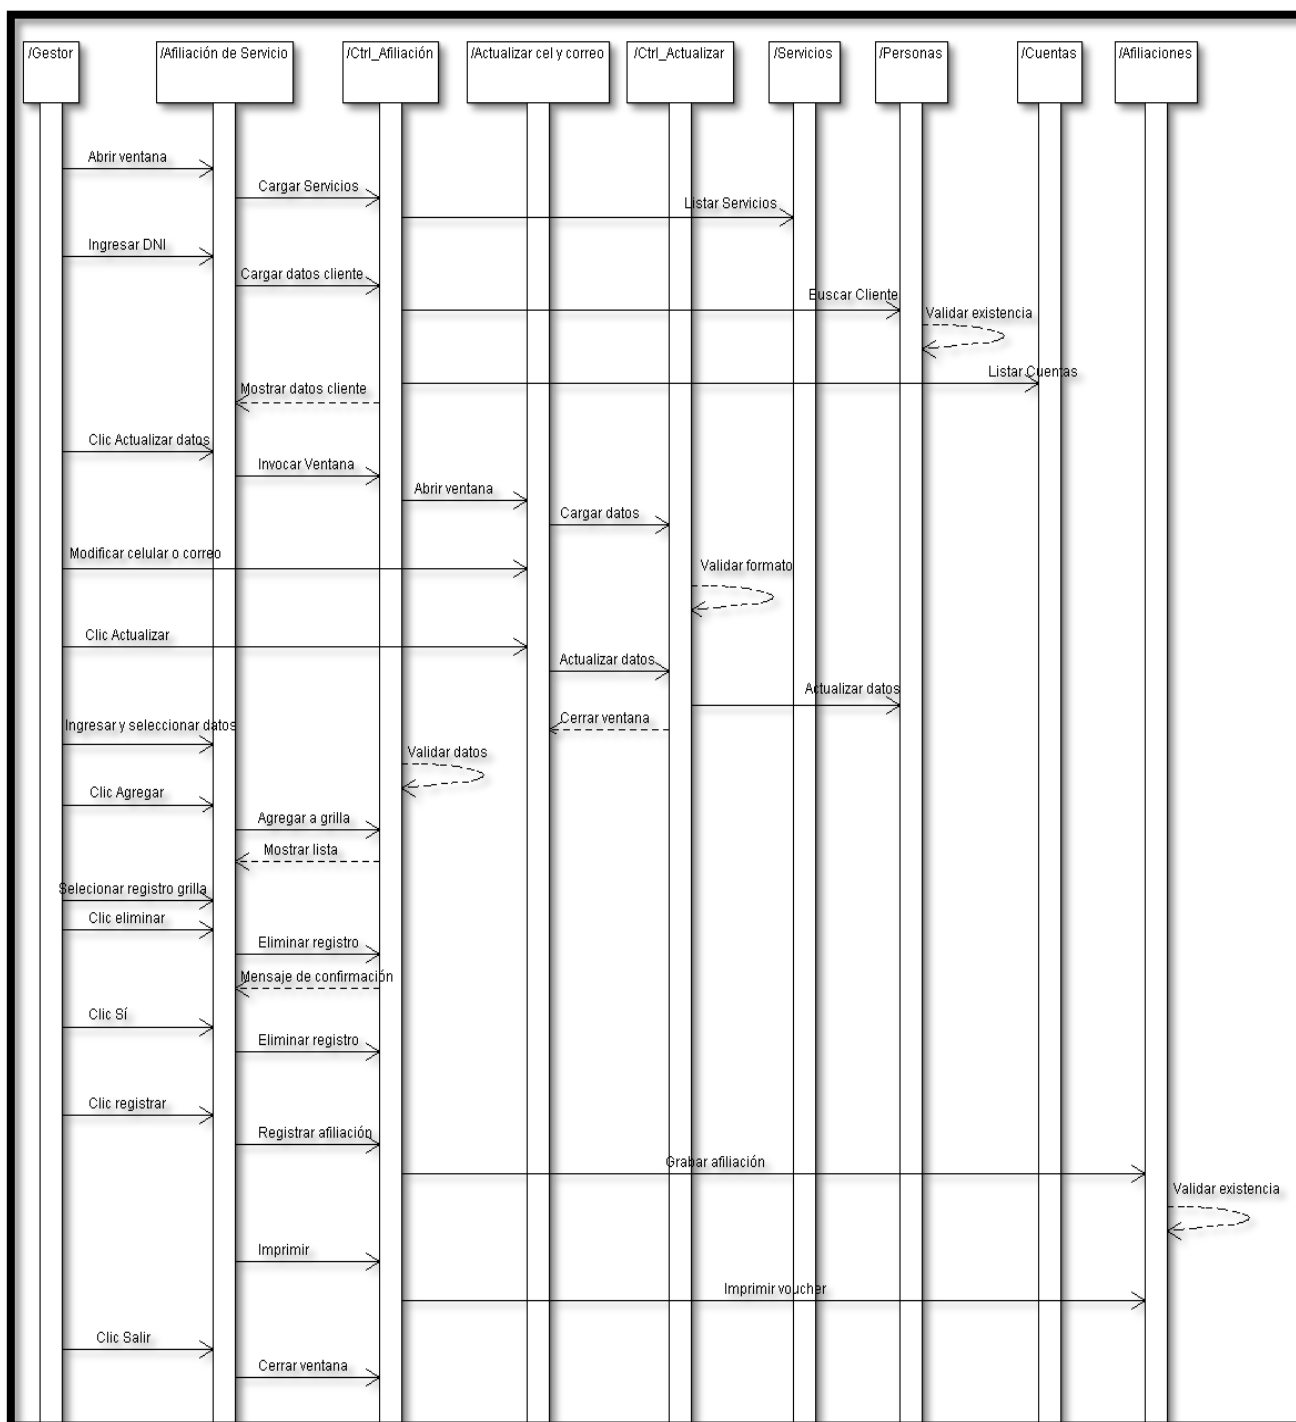 /Gestor
/Afiliación de Servicio
/Ctrl_Afiliación
/Actualizar cel y correo
/Ctrl_Actualizar
/Servicios
/Personas
/Cuentas
/Afiliaciones
Abrir ventana
Cargar Servicios
Listar Servicios
Ingresar DNI
Cargar datos cliente
Buscar Cliente
Validar existencia
Listar Cuentas
Mostrar datos cliente
Clic Actualizar datos
Invocar Ventana
Abrir ventana
Cargar datos
Modificar celular o correo
Validar formato
Clic Actualizar
Actualizar datos
Actualizar datos
Cerrar ventana
Ingresar y seleccionar datos
Validar datos
Clic Agregar
Agregar a grilla
Mostrar lista
Selecionar registro grilla
Clic eliminar
Eliminar registro
Mensaje de confirmación
Clic Sí
Eliminar registro
Clic registrar
Registrar afiliación
Grabar afiliación
Validar existencia
Imprimir
Imprimir voucher
Clic Salir
Cerrar ventana